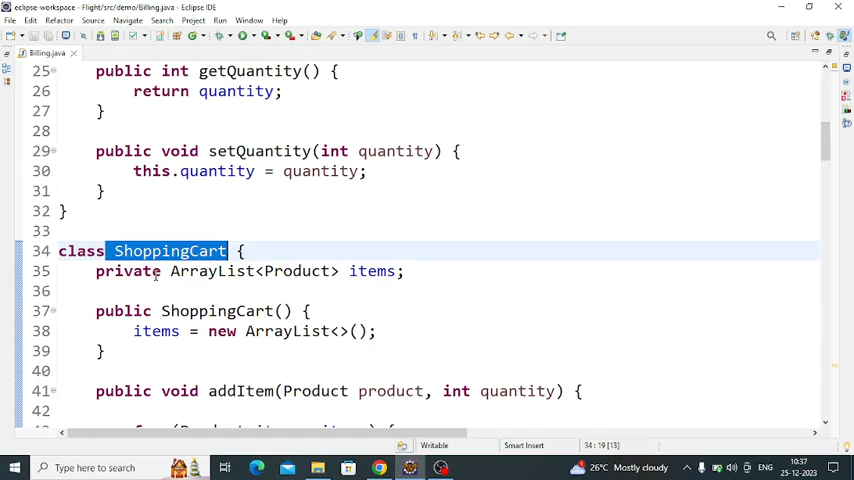 eclipse-workspace - Flight/src/demo/Billing.java - Eclipse IDE
File Edit Refactor Source Navigate Search Project Run Window Help
Billing.java
25 public int getQuantity() {
26 return quantity;
27 }
28
29 public void setQuantity(int quantity) {
30 this.quantity = quantity;
31 }
32 }
33
34 class ShoppingCart {
35 private ArrayList<Product> items;
36
37 public ShoppingCart() {
38 items = new ArrayList<>();
39 }
40
41 public void addItem(Product product, int quantity) {
42
Writable Smart Insert 34 : 19 [13]
Type here to search 26°C Mostly cloudy ENG 10:37
25-12-2023